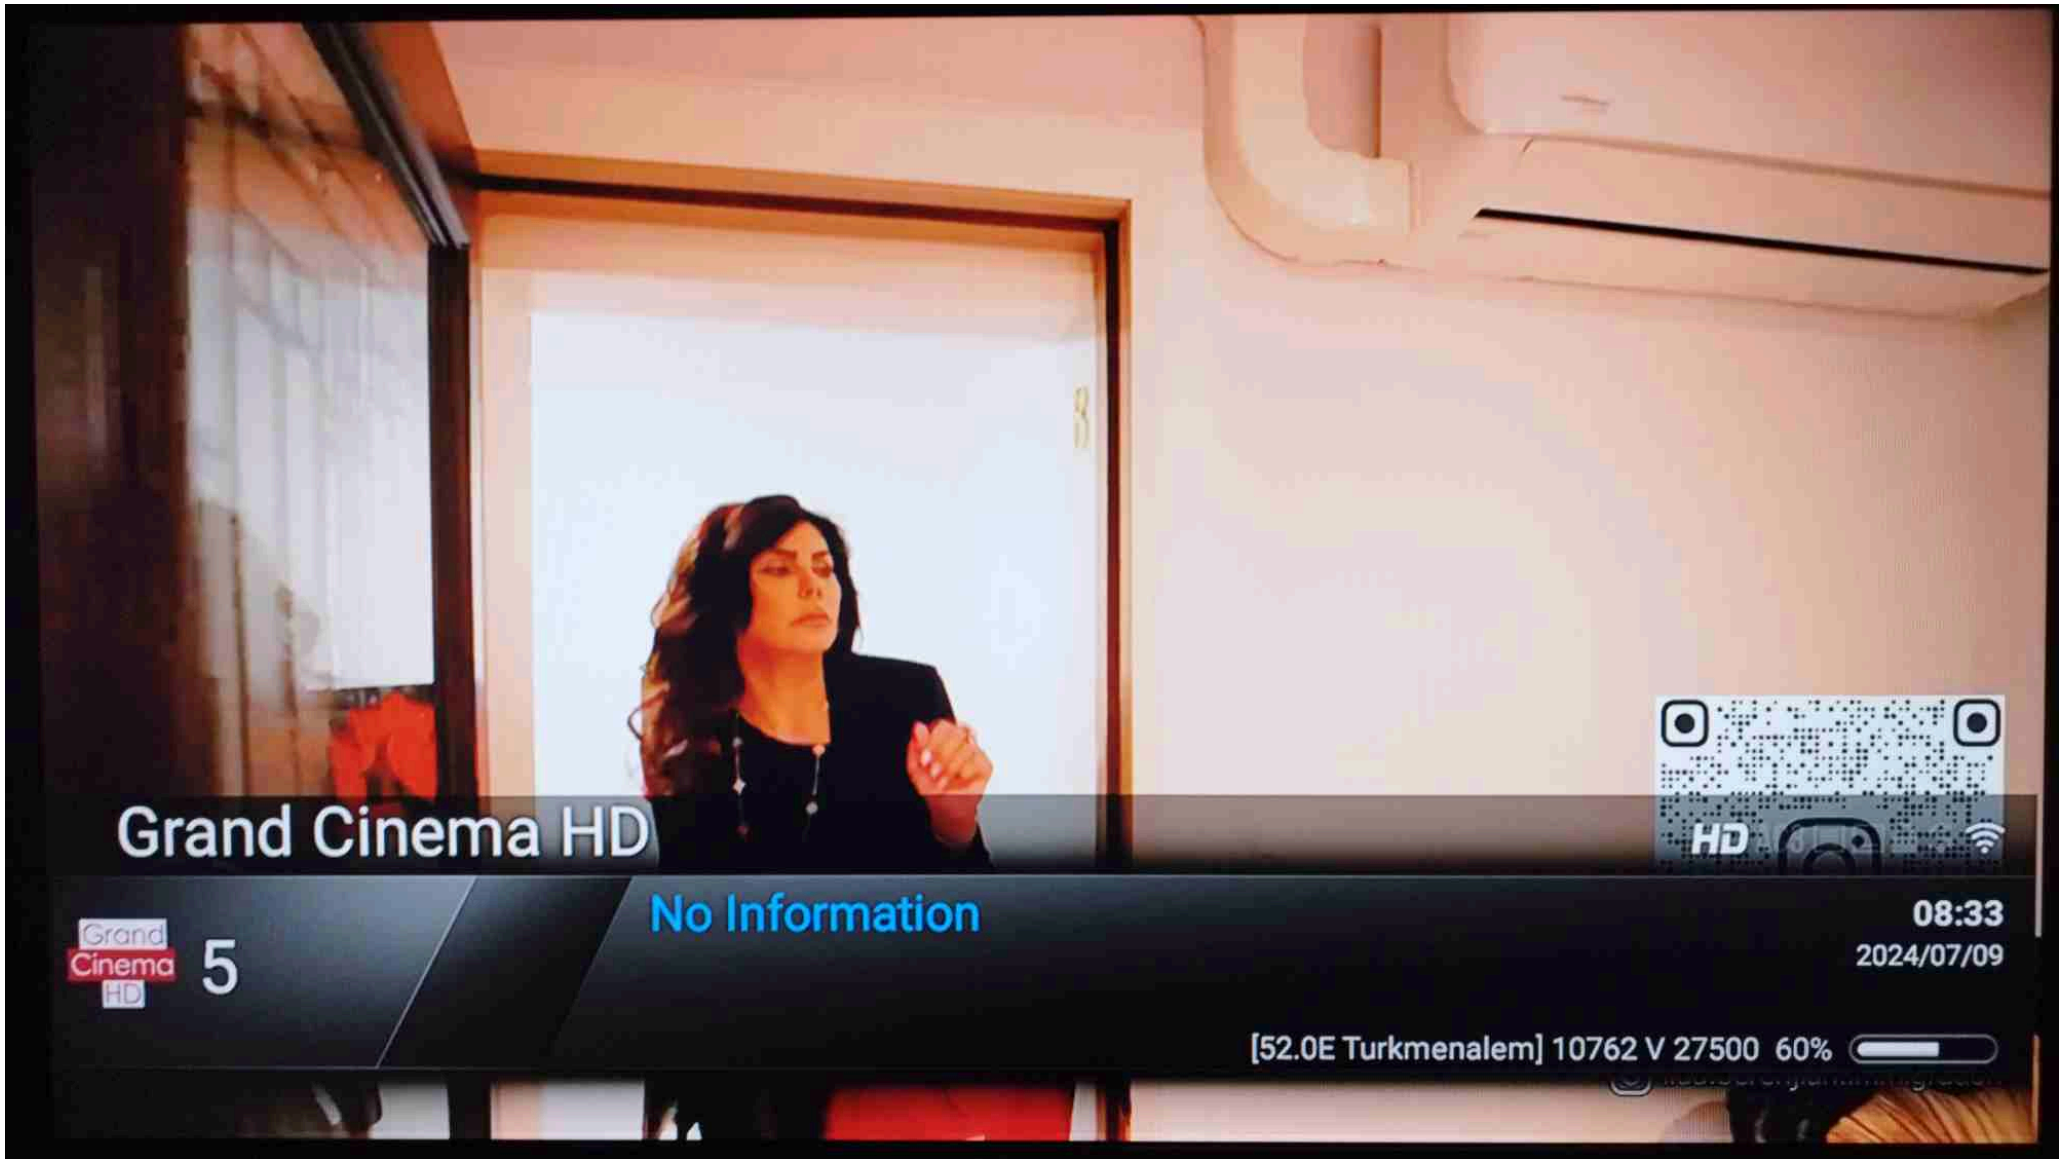 8
Grand Cinema HD
HD
No Information
08:33
Grand
Cinema
HD
5
2024/07/09
[52.0E Turkmenalem] 10762 V 27500 60%